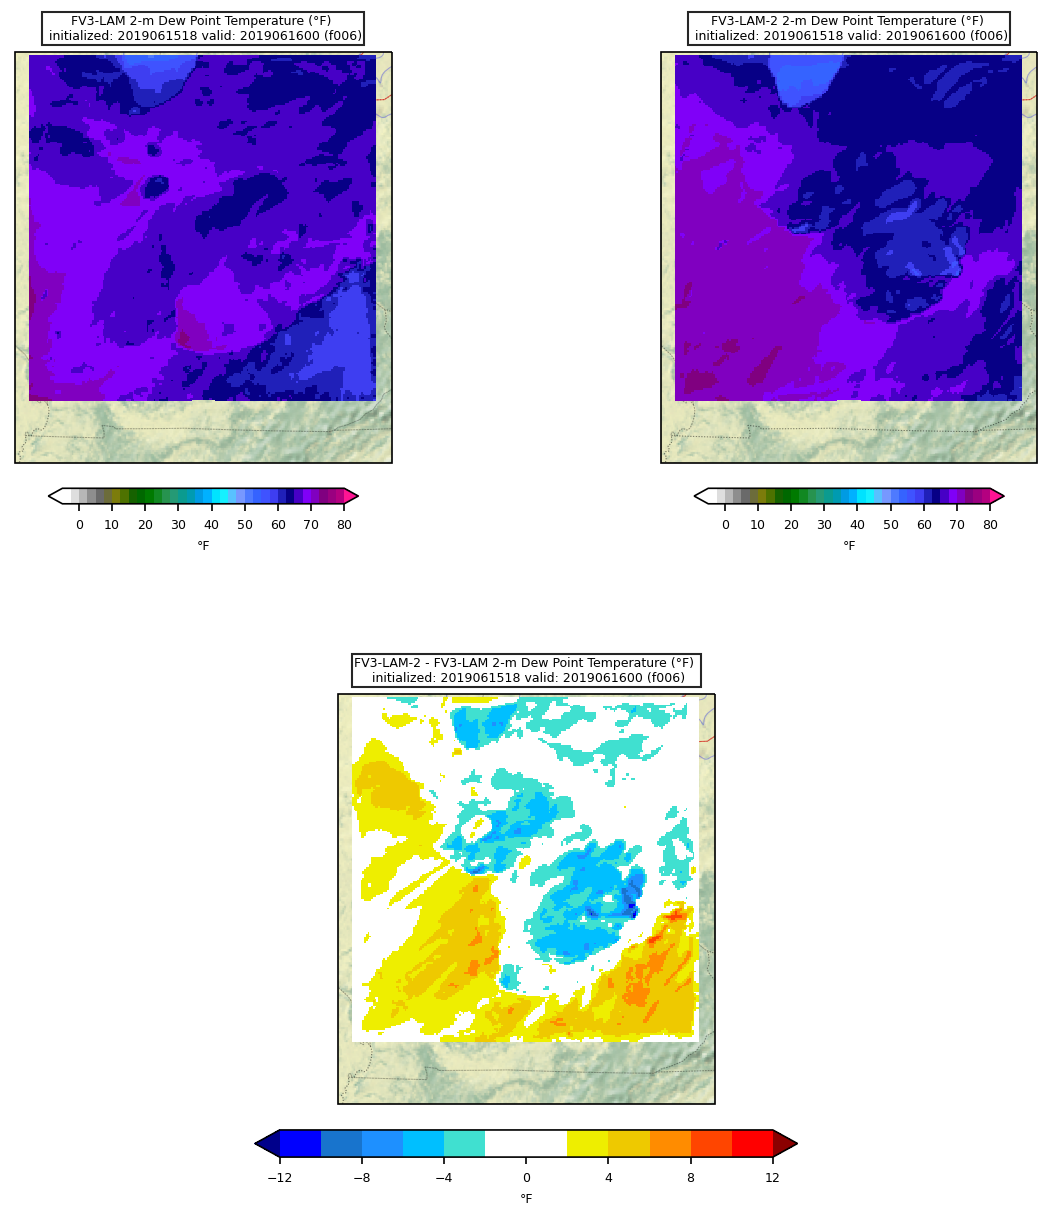 FV3-LAM 2-m Dew Point Temperature (°F)
initialized: 2019061518 valid: 2019061600 (f006)
FV3-LAM-2 2-m Dew Point Temperature (°F)
initialized: 2019061518 valid: 2019061600 (f006)
0 10 20 30 40 50 60 70 80
°F
0 10 20 30 40 50 60 70 80
°F
FV3-LAM-2 - FV3-LAM 2-m Dew Point Temperature (°F)
initialized: 2019061518 valid: 2019061600 (f006)
−12 −8 −4 0 4 8 12
°F